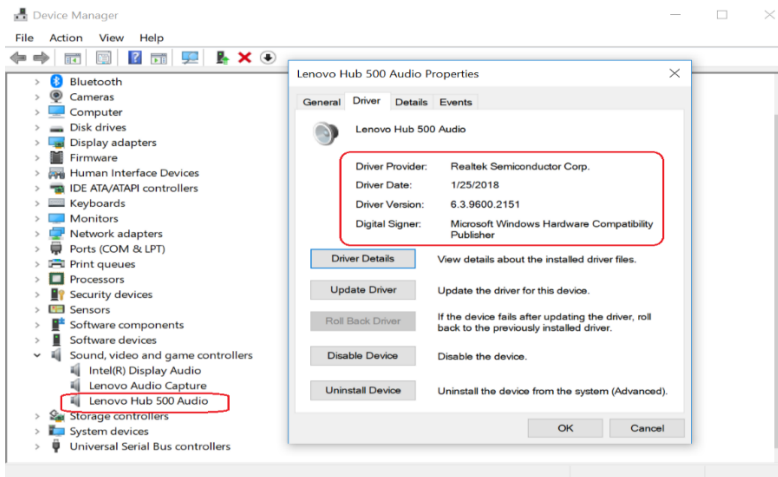 Device Manager
File Action View Help
Bluetooth
Cameras
Computer
Disk drives
Display adapters
Firmware
Human Interface Devices
IDE ATA/ATAPI controllers
Keyboards
Monitors
Network adapters
Ports (COM & LPT)
Print queues
Processors
Security devices
Sensors
Software components
Software devices
Sound, video and game controllers
Intel(R) Display Audio
Lenovo Audio Capture
Lenovo Hub 500 Audio
Storage controllers
System devices
Universal Serial Bus controllers
Lenovo Hub 500 Audio Properties
General Driver Details Events
Lenovo Hub 500 Audio
Driver Provider: Realtek Semiconductor Corp.
Driver Date: 1/25/2018
Driver Version: 6.3.9600.2151
Digital Signer: Microsoft Windows Hardware Compatibility
Publisher
Driver Details View details about the installed driver files.
Update Driver Update the driver for this device.
Roll Back Driver If the device fails after updating the driver, roll
back to the previously installed driver.
Disable Device Disable the device.
Uninstall Device Uninstall the device from the system (Advanced).
OK Cancel